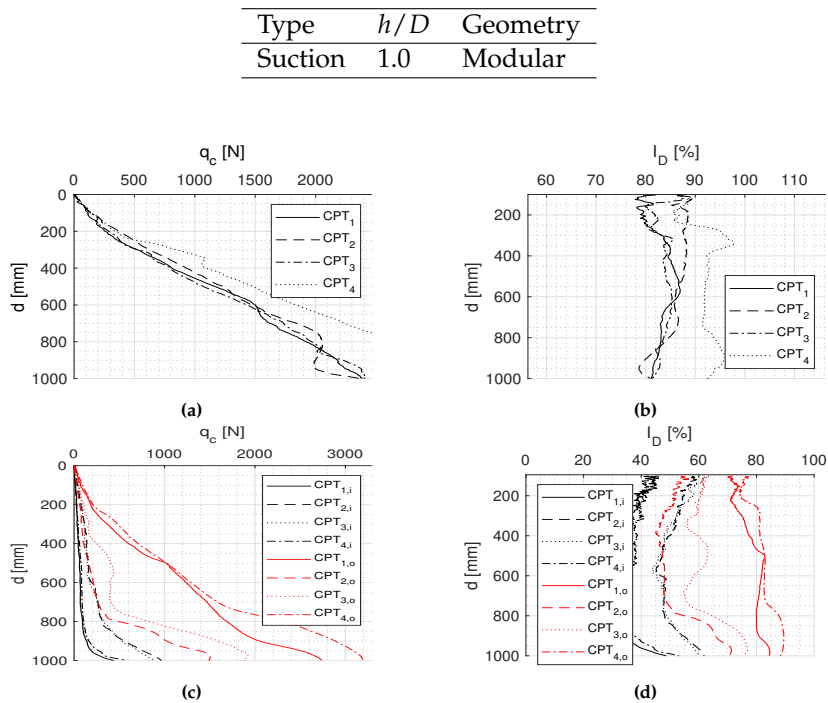 Type h/D Geometry
Suction 1.0 Modular
q_c [N]
0 500 1000 1500 2000
0
200
400
600
800
1000
d [mm]
CPT_1
CPT_2
CPT_3
CPT_4
(a)
I_D [%]
60 70 80 90 100 110
200
400
600
800
1000
d [mm]
CPT_1
CPT_2
CPT_3
CPT_4
(b)
q_c [N]
0 1000 2000 3000
0
200
400
600
800
1000
d [mm]
CPT_1,i
CPT_2,i
CPT_3,i
CPT_4,i
CPT_1,o
CPT_2,o
CPT_3,o
CPT_4,o
(c)
I_D [%]
0 20 40 60 80 100
200
400
600
800
1000
d [mm]
CPT_1,i
CPT_2,i
CPT_3,i
CPT_4,i
CPT_1,o
CPT_2,o
CPT_3,o
CPT_4,o
(d)